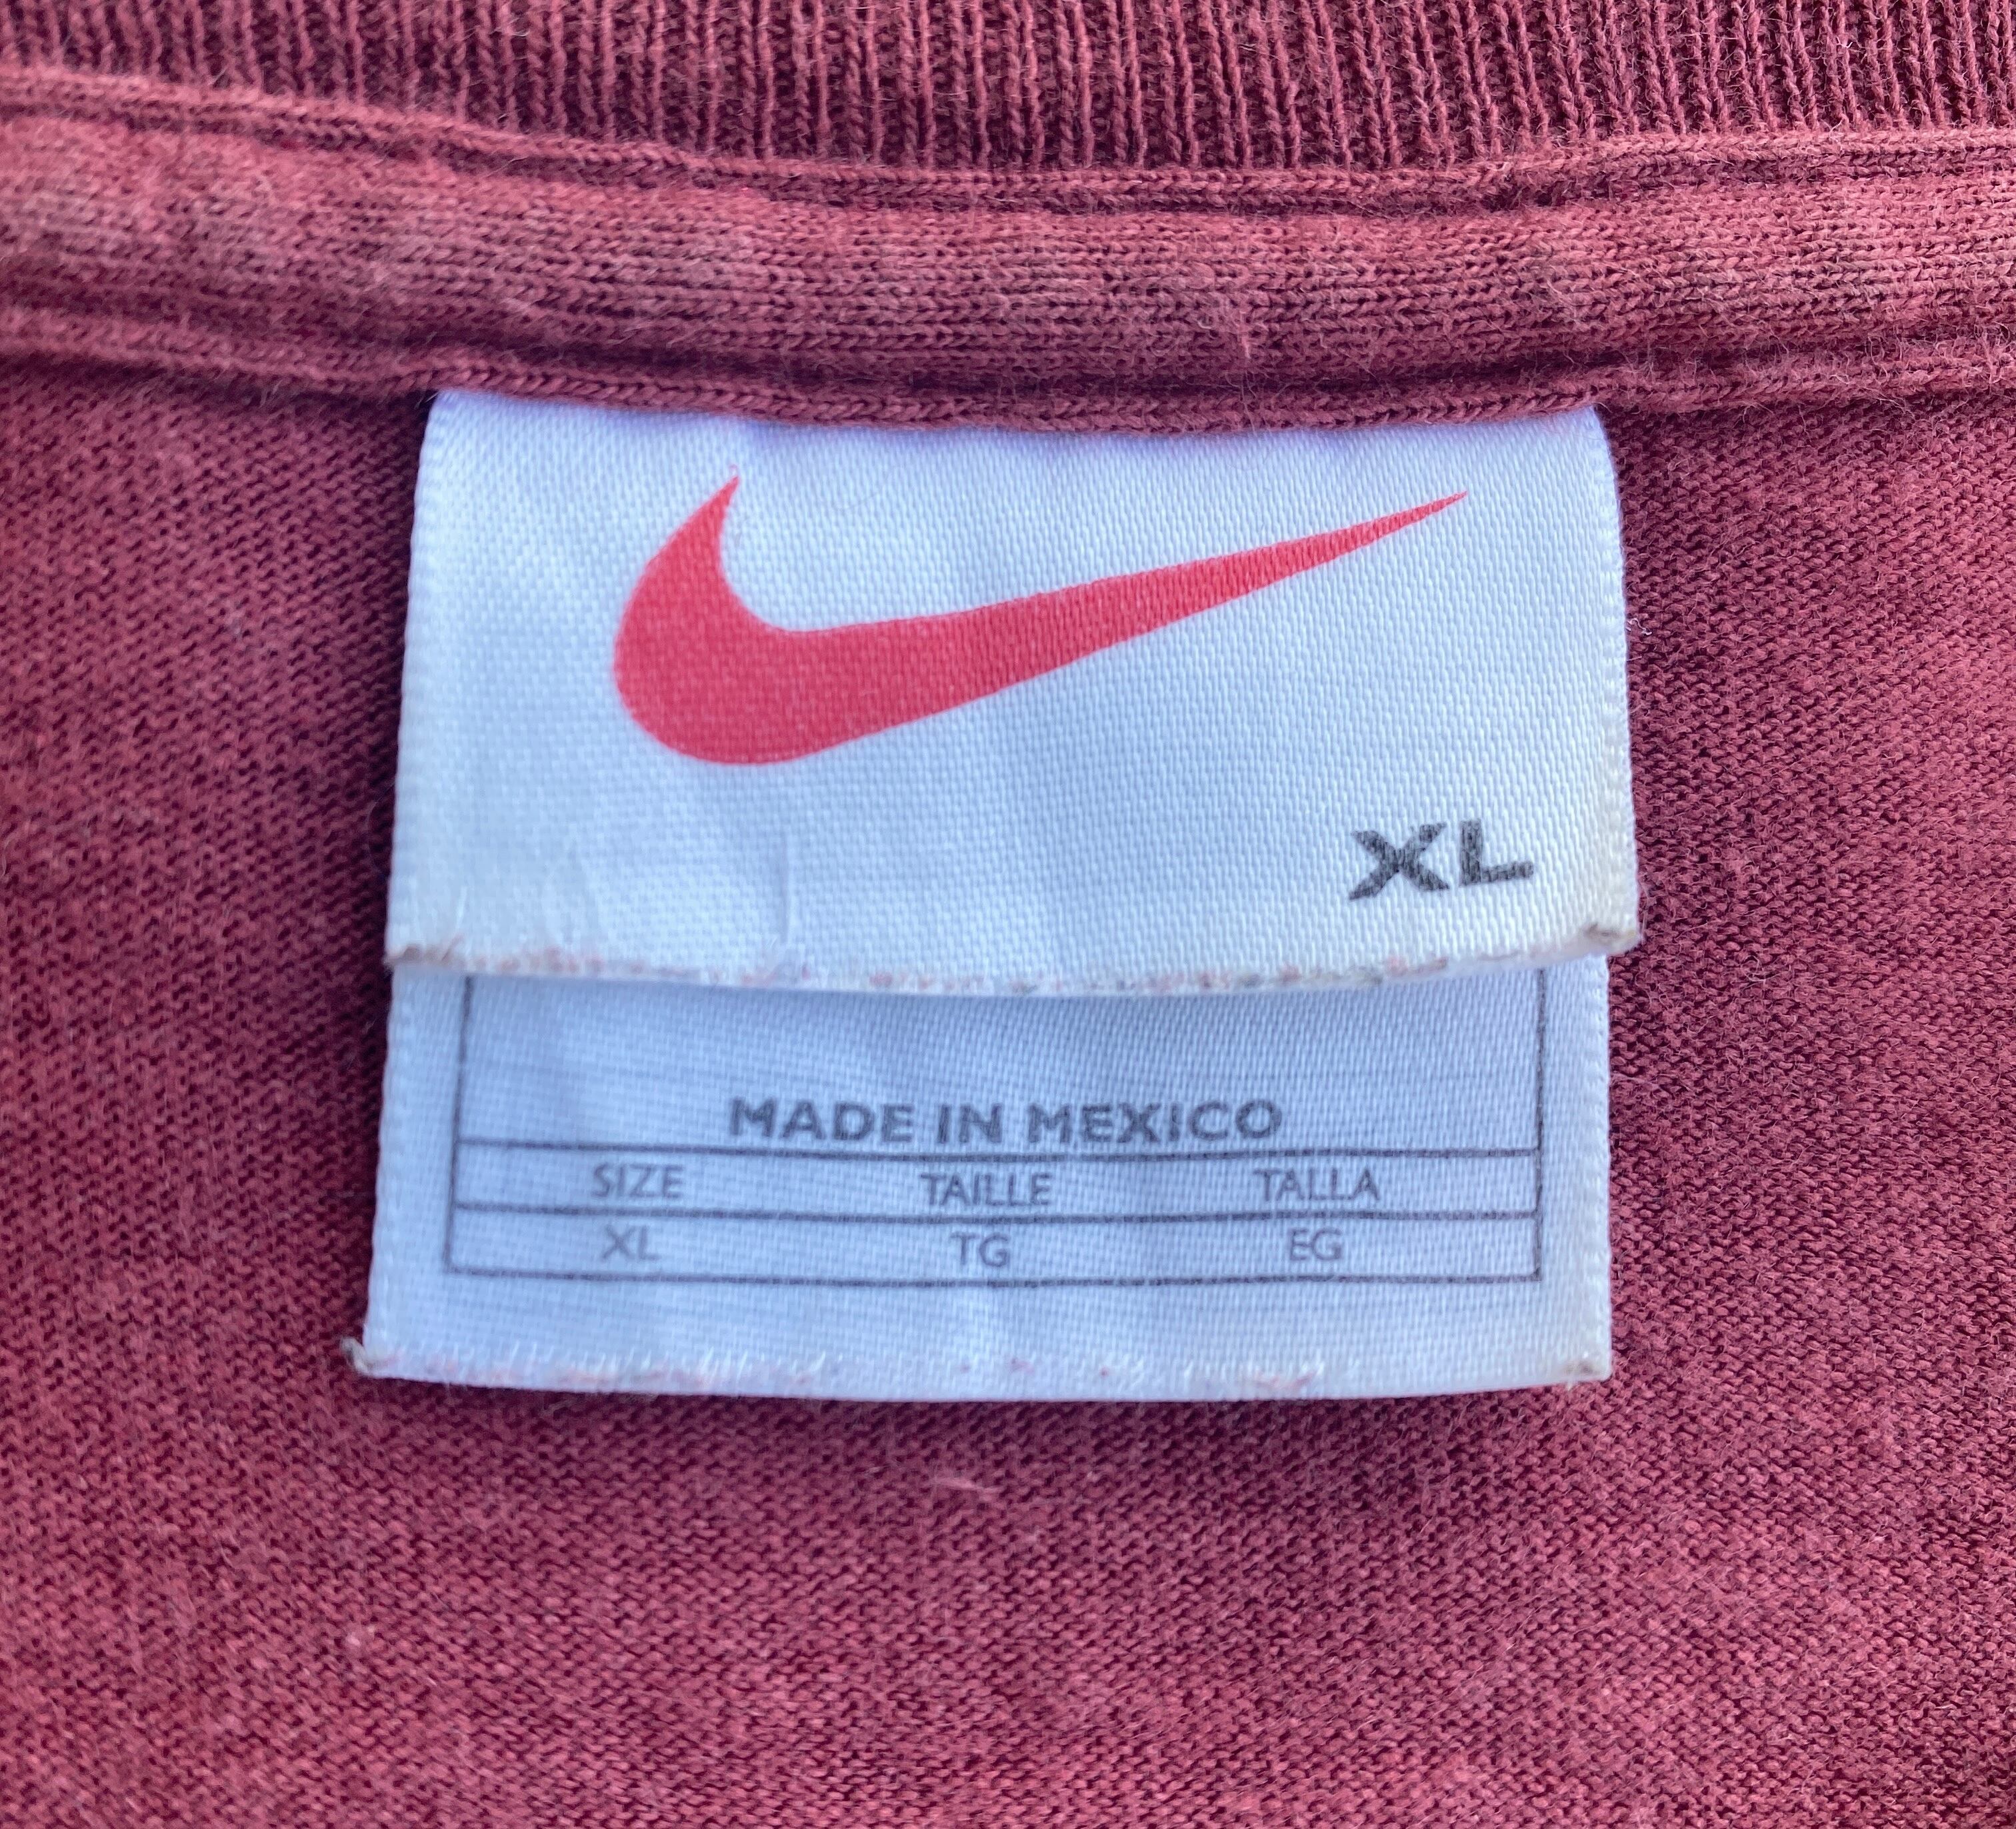 XL
MADE IN MEXICO
SIZE TAILLE TALLA
XL TG EG